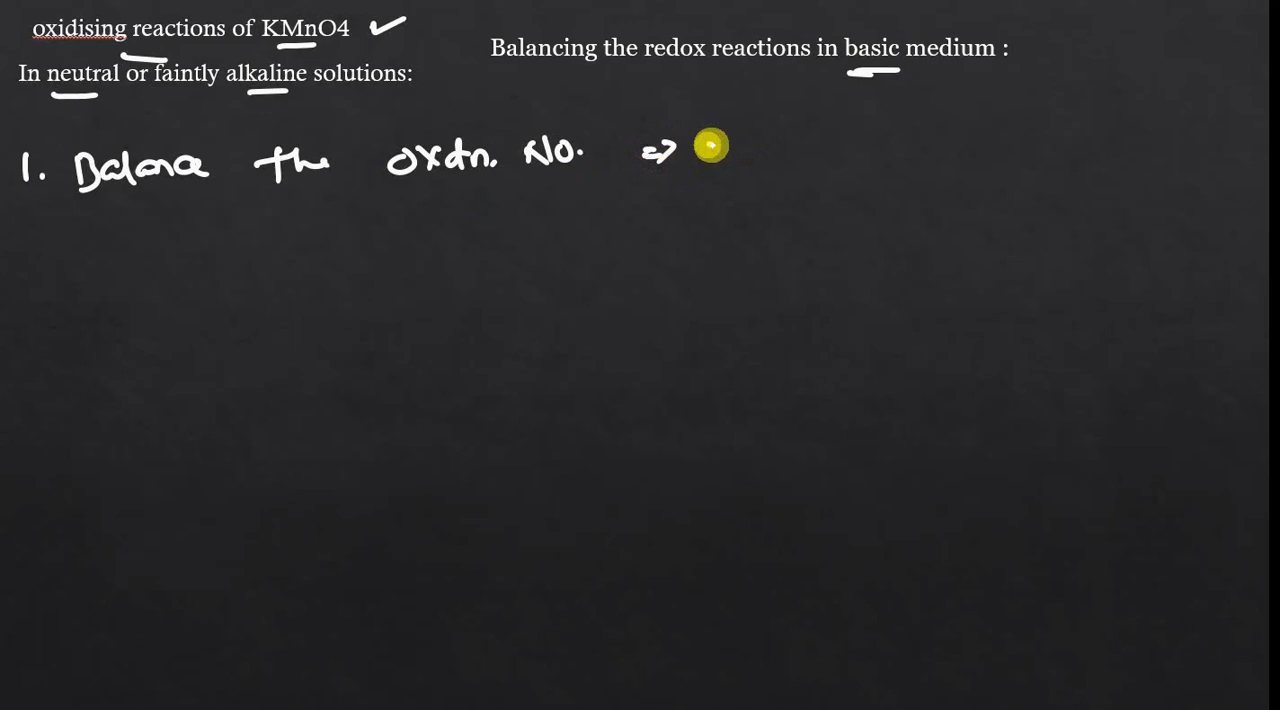 oxidising reactions of KMnO4 ✓
Balancing the redox reactions in basic medium :
In neutral or faintly alkaline solutions:
1. Balance the oxdn. No. ⇒